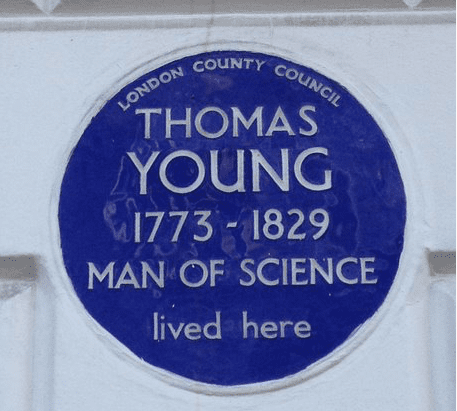 LONDON COUNTY COUNCIL
THOMAS
YOUNG
1773 - 1829
MAN OF SCIENCE
lived here